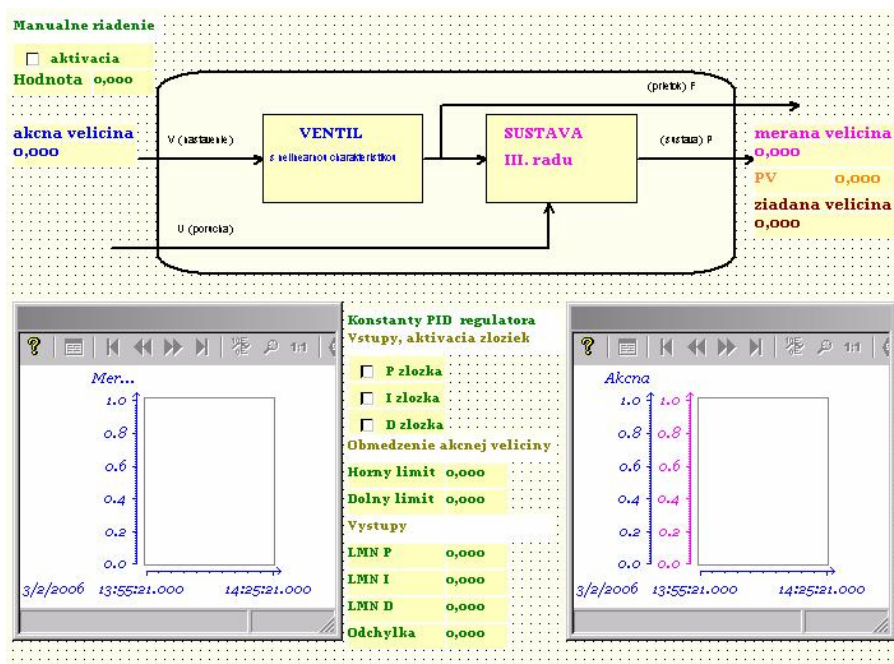 Manualne riadenie
aktivacia
Hodnota 0,000
akcna velicina
0,000
V (nastavenie)
VENTIL
s nelinearnou charakteristikou
SUSTAVA
III. radu
(prietok) F
(sustava) P
U (porucha)
merana velicina
0,000
PV 0,000
ziadana velicina
0,000
Mer...
1.0
0.8
0.6
0.4
0.2
0.0
3/2/2006 13:55:21.000 14:25:21.000
Konstanty PID regulatora
Vstupy, aktivacia zloziek
P zlozka
I zlozka
D zlozka
Obmedzenie akcnej veliciny
Horny limit 0,000
Dolny limit 0,000
Vystupy
LMN P 0,000
LMN I 0,000
LMN D 0,000
Odchylka 0,000
1:1
Akcna
1.0 1.0
0.8 0.8
0.6 0.6
0.4 0.4
0.2 0.2
0.0 0.0
3/2/2006 13:55:21.000 14:25:21.000
1:1